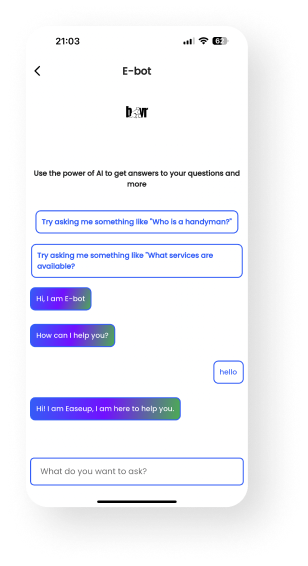 21:03
62
E-bot
Use the power of AI to get answers to your questions and
more
Try asking me something like "Who is a handyman?"
Try asking me something like "What services are
available?
Hi, I am E-bot
How can I help you?
hello
Hi! I am Easeup, I am here to help you.
What do you want to ask?